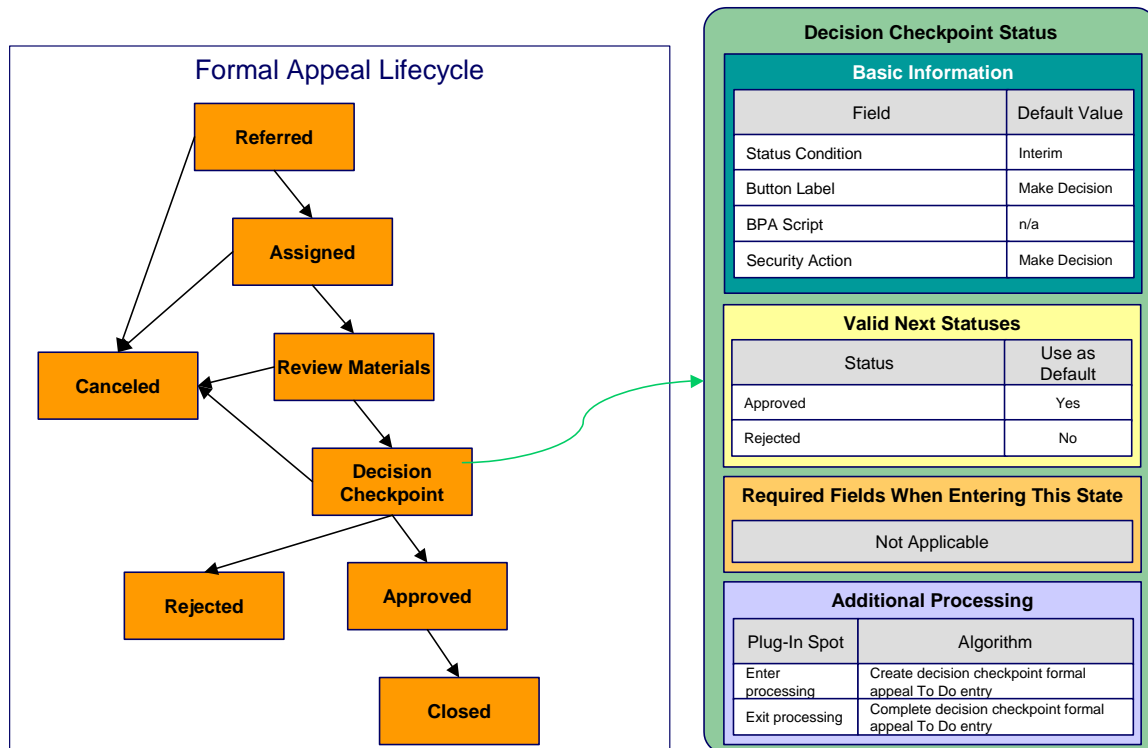 Formal Appeal Lifecycle
Referred
Assigned
Review Materials
Canceled
Decision
Checkpoint
Rejected
Approved
Closed
Decision Checkpoint Status
Basic Information
Field Default Value
Status Condition Interim
Button Label Make Decision
BPA Script n/a
Security Action Make Decision
Valid Next Statuses
Status Use as
Default
Approved Yes
Rejected No
Required Fields When Entering This State
Not Applicable
Additional Processing
Plug-In Spot Algorithm
Enter Create decision checkpoint formal
processing appeal To Do entry
Exit processing Complete decision checkpoint formal
appeal To Do entry